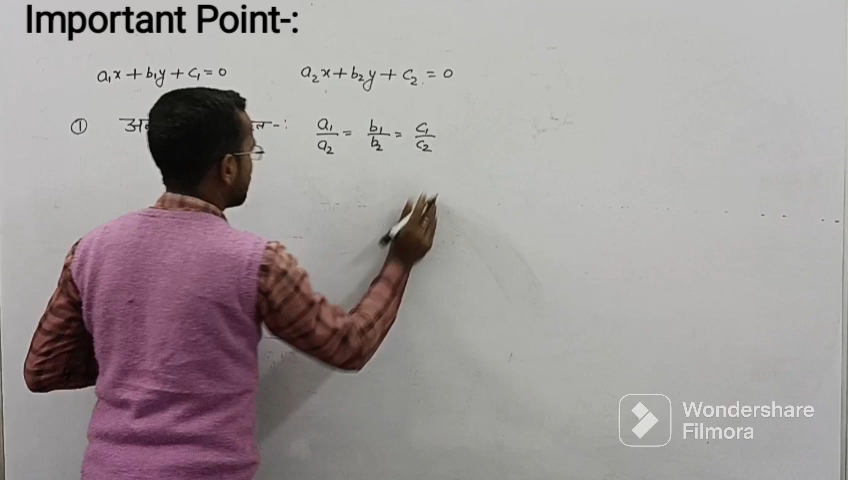 Important Point-:
a₁x + b₁y + c₁ = 0 a₂x + b₂y + c₂ = 0
① -: a₁/a₂ = b₁/b₂ = c₁/c₂
Wondershare
Filmora